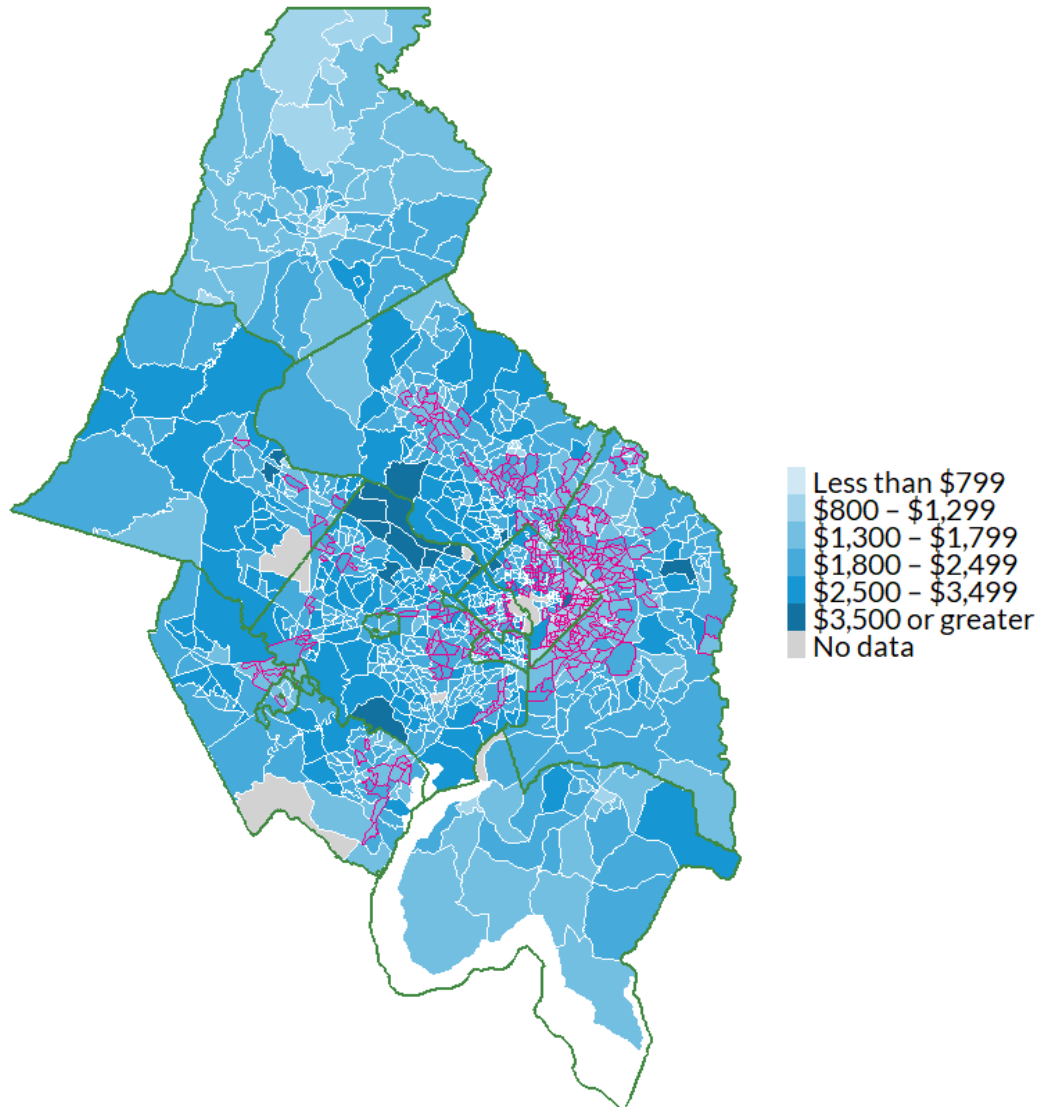 Less than $799
$800 – $1,299
$1,300 – $1,799
$1,800 – $2,499
$2,500 – $3,499
$3,500 or greater
No data